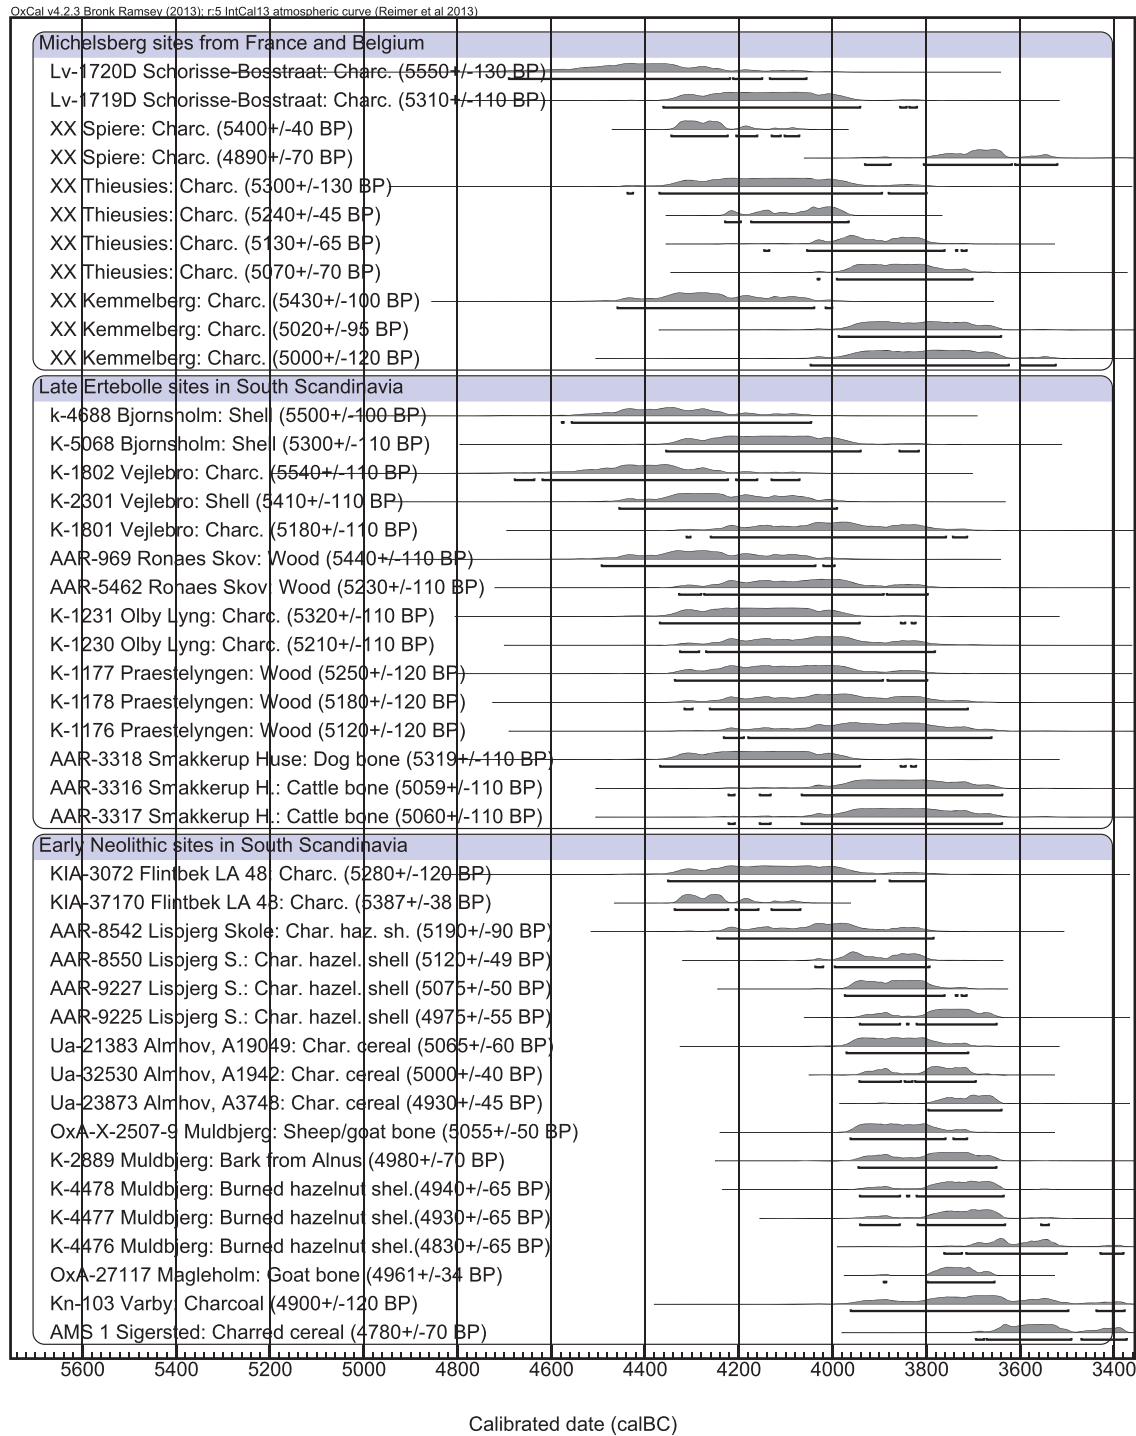 OxCal v4.2.3 Bronk Ramsey (2013); r:5 IntCal13 atmospheric curve (Reimer et al 2013)
Michelsberg sites from France and Belgium
Lv-1720D Schorisse-Bosstraat: Charc. (5550+/-130 BP)
Lv-1719D Schorisse-Bosstraat: Charc. (5310+/-110 BP)
XX Spiere: Charc. (5400+/-40 BP)
XX Spiere: Charc. (4890+/-70 BP)
XX Thieusies: Charc. (5300+/-130 BP)
XX Thieusies: Charc. (5240+/-45 BP)
XX Thieusies: Charc. (5130+/-65 BP)
XX Thieusies: Charc. (5070+/-70 BP)
XX Kemmelberg: Charc. (5430+/-100 BP)
XX Kemmelberg: Charc. (5020+/-95 BP)
XX Kemmelberg: Charc. (5000+/-120 BP)
Late Ertebolle sites in South Scandinavia
k-4688 Bjornsholm: Shell (5500+/-100 BP)
K-5068 Bjornsholm: Shell (5300+/-110 BP)
K-1802 Vejlebro: Charc. (5540+/-110 BP)
K-2301 Vejlebro: Shell (5410+/-110 BP)
K-1801 Vejlebro: Charc. (5180+/-110 BP)
AAR-969 Ronaes Skov: Wood (5440+/-110 BP)
AAR-5462 Ronaes Skov: Wood (5230+/-110 BP)
K-1231 Olby Lyng: Charc. (5320+/-110 BP)
K-1230 Olby Lyng: Charc. (5210+/-110 BP)
K-1177 Praestelyngen: Wood (5250+/-120 BP)
K-1178 Praestelyngen: Wood (5180+/-120 BP)
K-1176 Praestelyngen: Wood (5120+/-120 BP)
AAR-3318 Smakkerup Huse: Dog bone (5319+/-110 BP)
AAR-3316 Smakkerup H.: Cattle bone (5059+/-110 BP)
AAR-3317 Smakkerup H.: Cattle bone (5060+/-110 BP)
Early Neolithic sites in South Scandinavia
KIA-3072 Flintbek LA 48: Charc. (5280+/-120 BP)
KIA-37170 Flintbek LA 48: Charc. (5387+/-38 BP)
AAR-8542 Lisbjerg Skole: Char. haz. sh. (5190+/-90 BP)
AAR-8550 Lisbjerg S.: Char. hazel. shell (5120+/-49 BP)
AAR-9227 Lisbjerg S.: Char. hazel. shell (5075+/-50 BP)
AAR-9225 Lisbjerg S.: Char. hazel. shell (4975+/-55 BP)
Ua-21383 Almhov, A19049: Char. cereal (5065+/-60 BP)
Ua-32530 Almhov, A1942: Char. cereal (5000+/-40 BP)
Ua-23873 Almhov, A3748: Char. cereal (4930+/-45 BP)
OxA-X-2507-9 Muldbjerg: Sheep/goat bone (5055+/-50 BP)
K-2889 Muldbjerg: Bark from Alnus (4980+/-70 BP)
K-4478 Muldbjerg: Burned hazelnut shel.(4940+/-65 BP)
K-4477 Muldbjerg: Burned hazelnut shel.(4930+/-65 BP)
K-4476 Muldbjerg: Burned hazelnut shel.(4830+/-65 BP)
OxA-27117 Magleholm: Goat bone (4961+/-34 BP)
Kn-103 Varby: Charcoal (4900+/-120 BP)
AMS 1 Sigersted: Charred cereal (4780+/-70 BP)
5600 5400 5200 5000 4800 4600 4400 4200 4000 3800 3600 3400
Calibrated date (calBC)